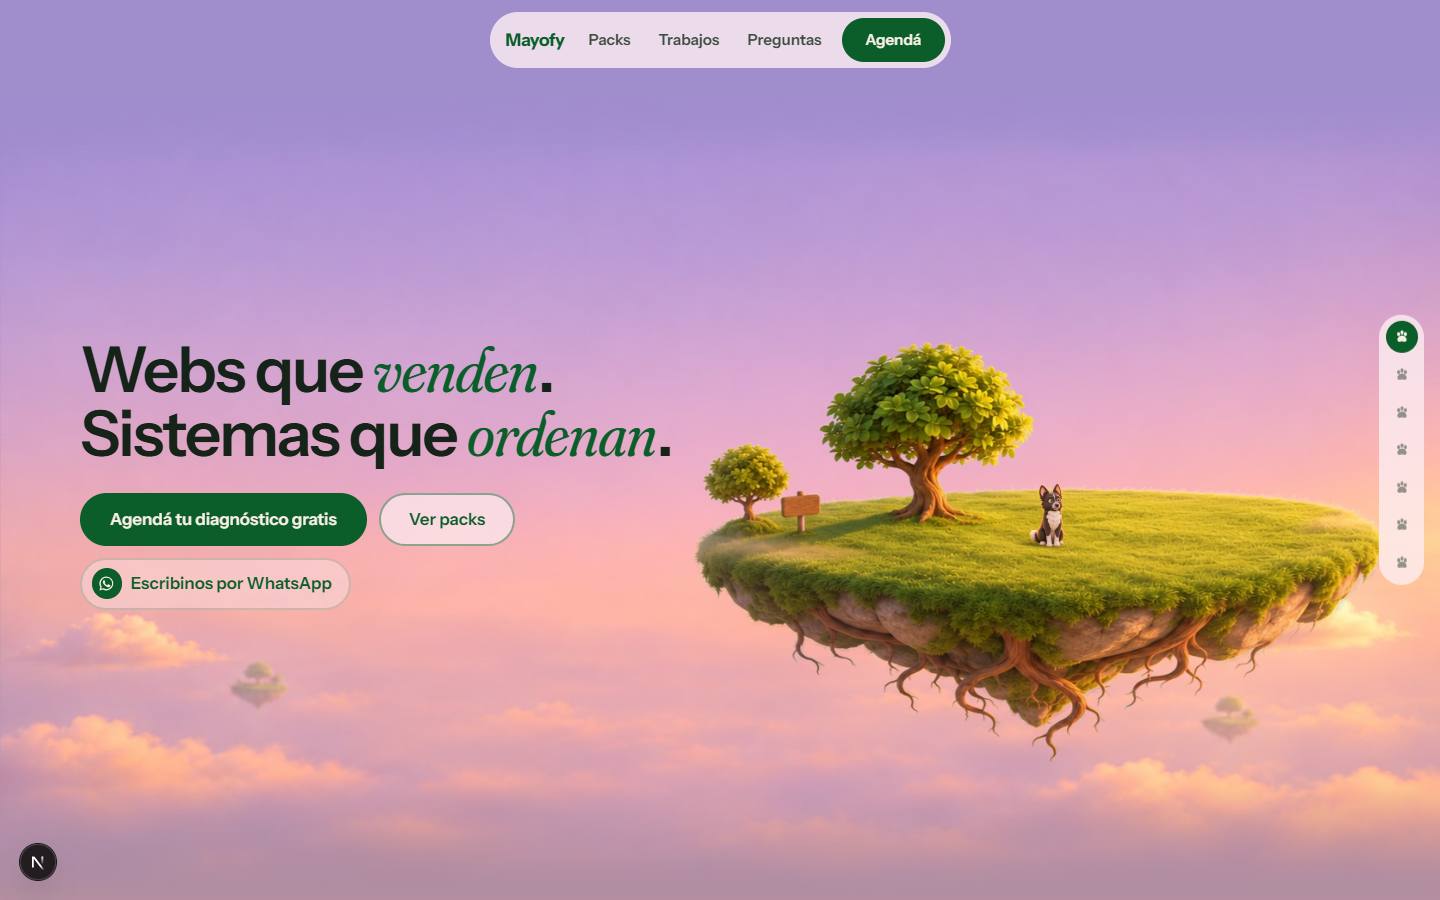 Mayofy Packs Trabajos Preguntas Agendá
Webs que venden.
Sistemas que ordenan.
Agendá tu diagnóstico gratis Ver packs
Escribinos por WhatsApp
N